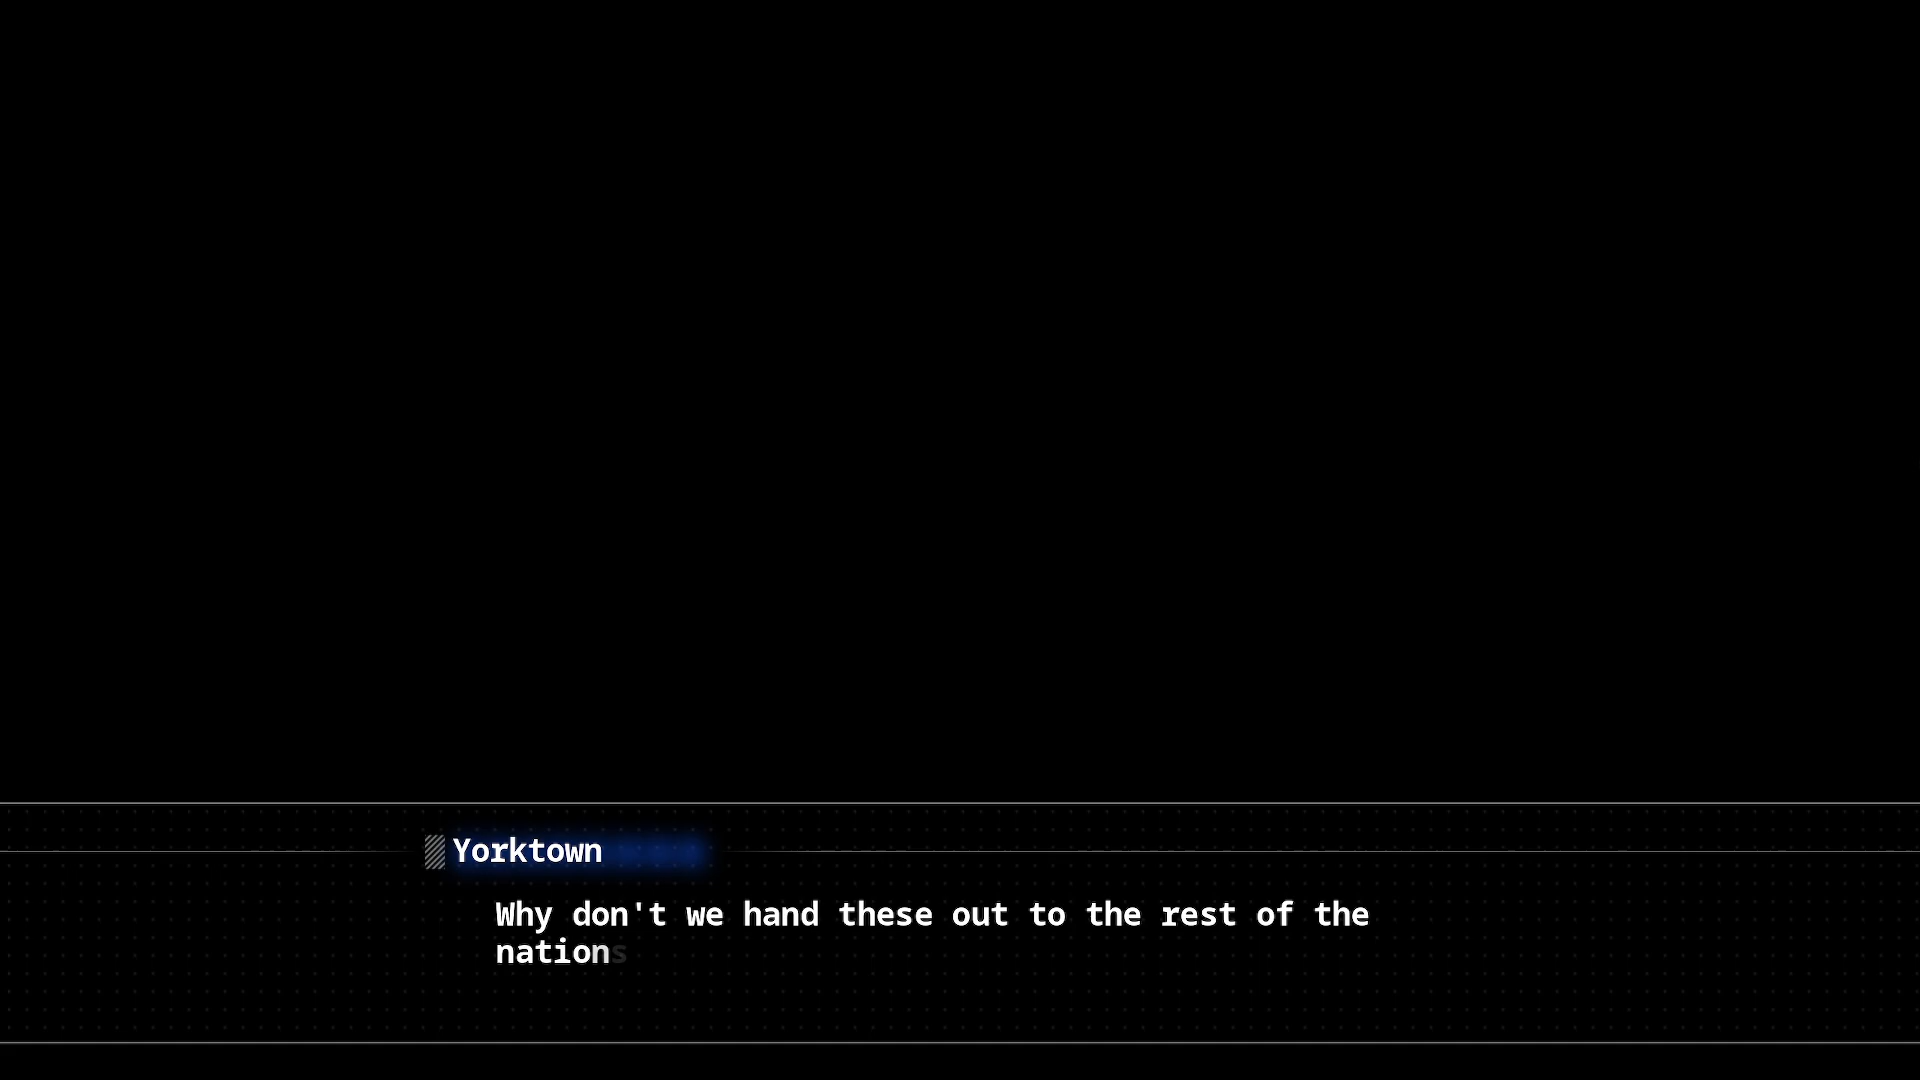 Yorktown
Why don't we hand these out to the rest of the
nations